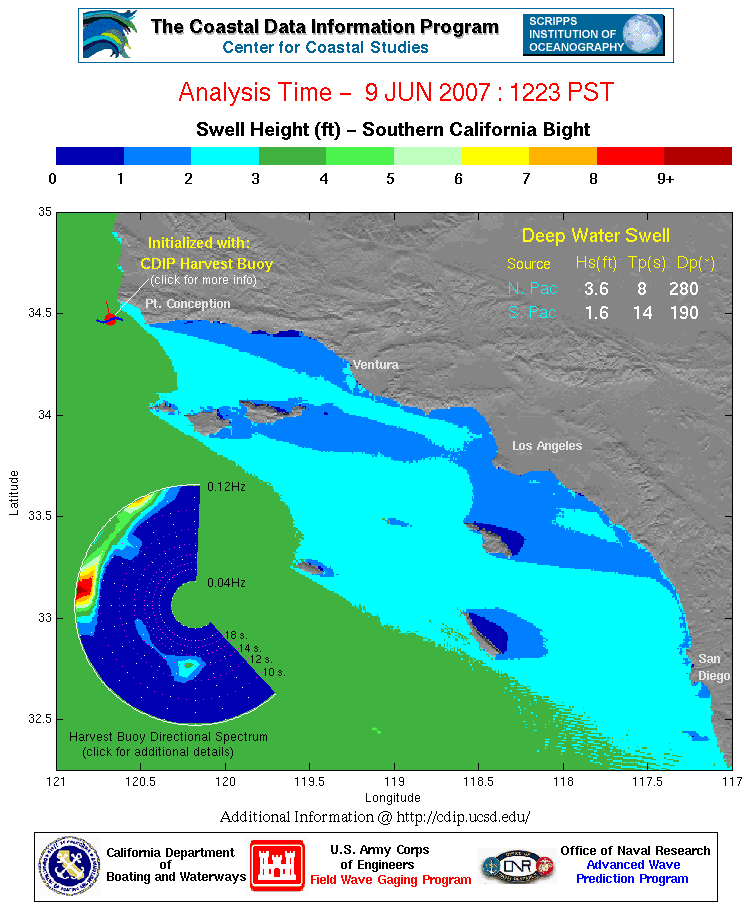 The Coastal Data Information Program
Center for Coastal Studies
SCRIPPS
INSTITUTION OF
OCEANOGRAPHY
Analysis Time – 9 JUN 2007 : 1223 PST
Swell Height (ft) – Southern California Bight
0 1 2 3 4 5 6 7 8 9+
35
34.5
34
33.5
33
32.5
Latitude
Initialized with:
CDIP Harvest Buoy
(click for more info)
Pt. Conception
Deep Water Swell
Source Hs(ft) Tp(s) Dp(°)
N. Pac 3.6 8 280
S. Pac 1.6 14 190
Ventura
Los Angeles
San
Diego
0.12Hz
0.04Hz
18 s.
14 s.
12 s.
10 s.
Harvest Buoy Directional Spectrum
(click for additional details)
121 120.5 120 119.5 119 118.5 118 117.5 117
Longitude
Additional Information @ http://cdip.ucsd.edu/
California Department
of
Boating and Waterways
U.S. Army Corps
of Engineers
Field Wave Gaging Program
ONR
Office of Naval Research
Advanced Wave
Prediction Program